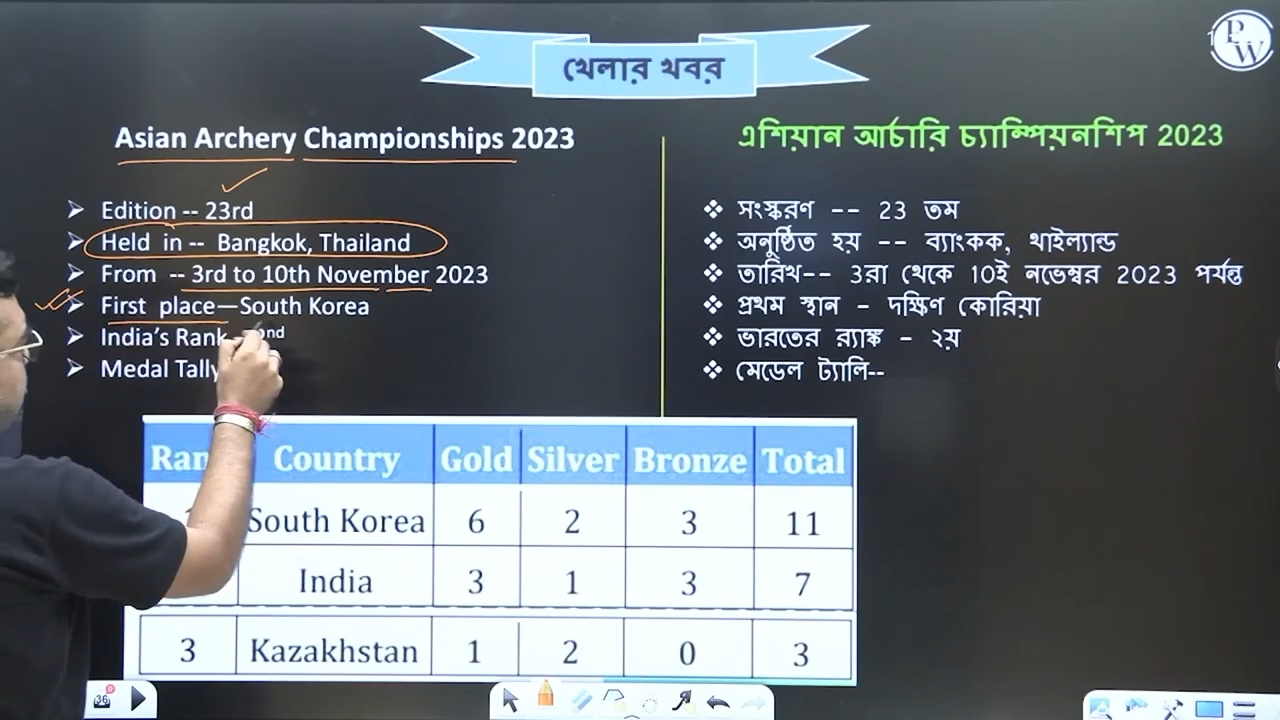 PW
খেলার খবর
Asian Archery Championships 2023
Edition -- 23rd
Held in -- Bangkok, Thailand
From -- 3rd to 10th November 2023
First place—South Korea
India's Rank - 2nd
Medal Tally
এশিয়ান আর্চারি চ্যাম্পিয়নশিপ 2023
সংস্করণ -- 23 তম
অনুষ্ঠিত হয় -- ব্যাংকক, থাইল্যান্ড
তারিখ-- 3রা থেকে 10ই নভেম্বর 2023 পর্যন্ত
প্রথম স্থান – দক্ষিণ কোরিয়া
ভারতের র‍্যাঙ্ক – ২য়
মেডেল ট্যালি--
Country Gold Silver Bronze Total
South Korea 6 2 3 11
India 3 1 3 7
3 Kazakhstan 1 2 0 3
36